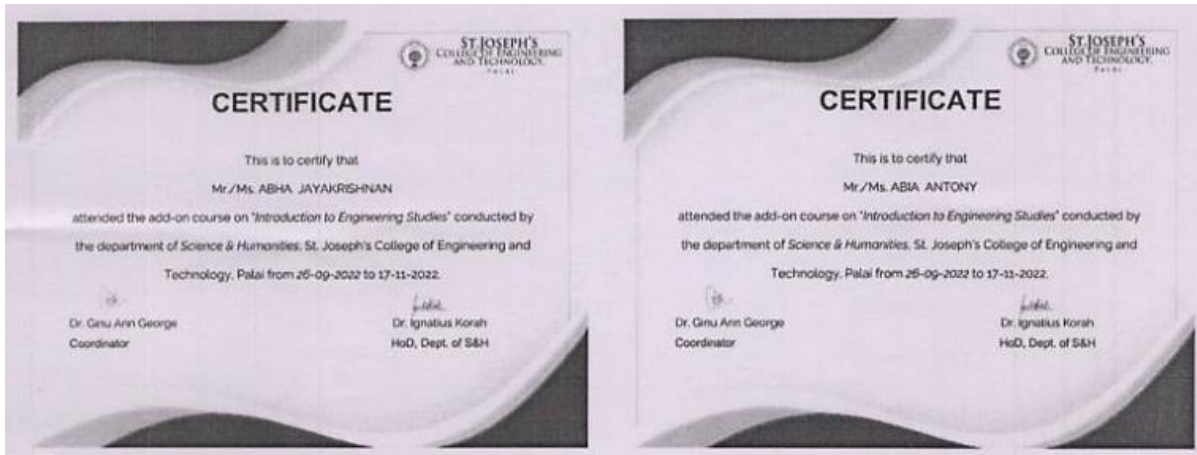 ST.JOSEPH'S
COLLEGE OF ENGINEERING
AND TECHNOLOGY,
PALAI
CERTIFICATE
This is to certify that
Mr./Ms. ABHA JAYAKRISHNAN
attended the add-on course on "Introduction to Engineering Studies" conducted by
the department of Science & Humanities, St. Joseph's College of Engineering and
Technology, Palai from 26-09-2022 to 17-11-2022.
Dr. Ginu Ann George
Coordinator
Dr. Ignatius Korah
HoD, Dept. of S&H
ST.JOSEPH'S
COLLEGE OF ENGINEERING
AND TECHNOLOGY,
PALAI
CERTIFICATE
This is to certify that
Mr./Ms. ABIA ANTONY
attended the add-on course on "Introduction to Engineering Studies" conducted by
the department of Science & Humanities, St. Joseph's College of Engineering and
Technology, Palai from 26-09-2022 to 17-11-2022.
Dr. Ginu Ann George
Coordinator
Dr. Ignatius Korah
HoD, Dept. of S&H